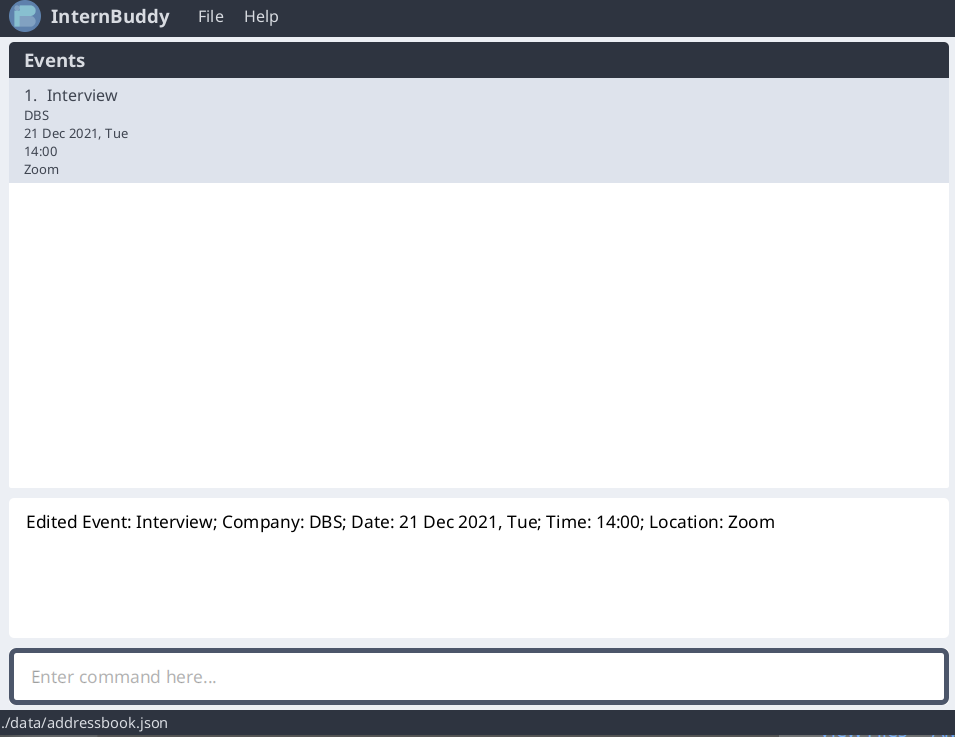 InternBuddy File Help
Events
1. Interview
DBS
21 Dec 2021, Tue
14:00
Zoom
Edited Event: Interview; Company: DBS; Date: 21 Dec 2021, Tue; Time: 14:00; Location: Zoom
Enter command here...
./data/addressbook.json